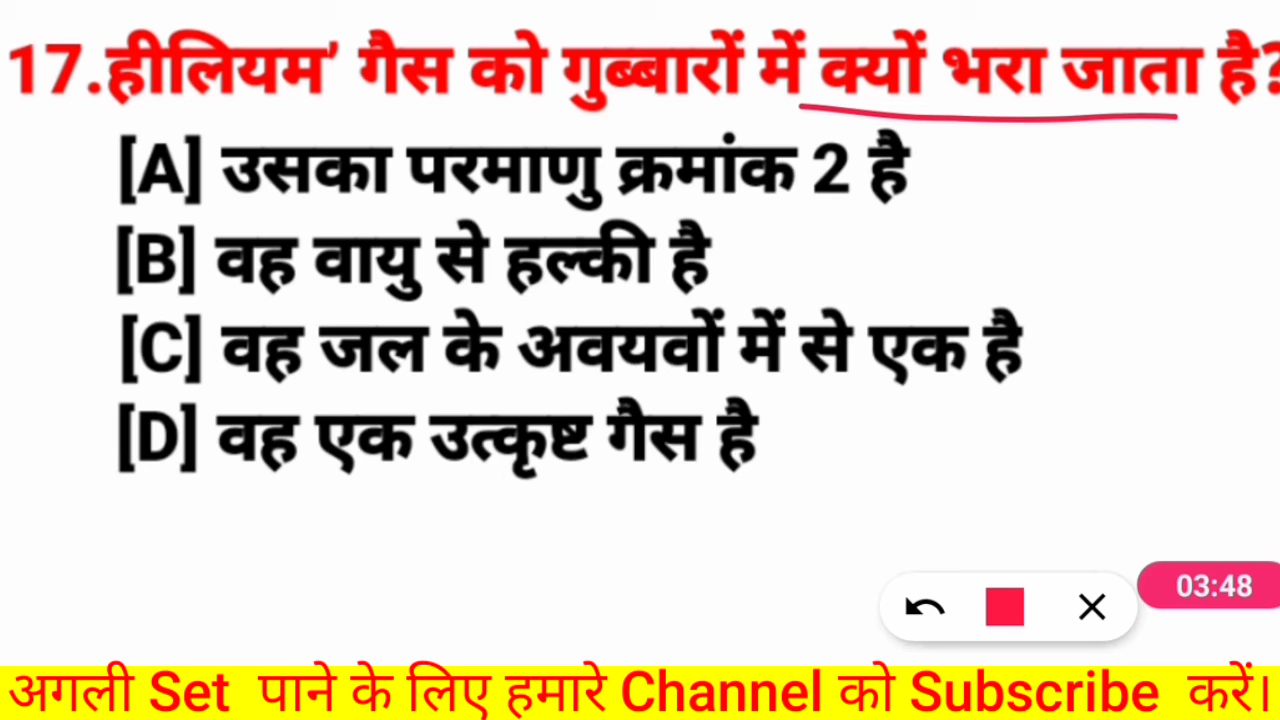 17.हीलियम' गैस को गुब्बारों में क्यों भरा जाता है?
[A] उसका परमाणु क्रमांक 2 है
[B] वह वायु से हल्की है
[C] वह जल के अवयवों में से एक है
[D] वह एक उत्कृष्ट गैस है
03:48
अगली Set पाने के लिए हमारे Channel को Subscribe करें।